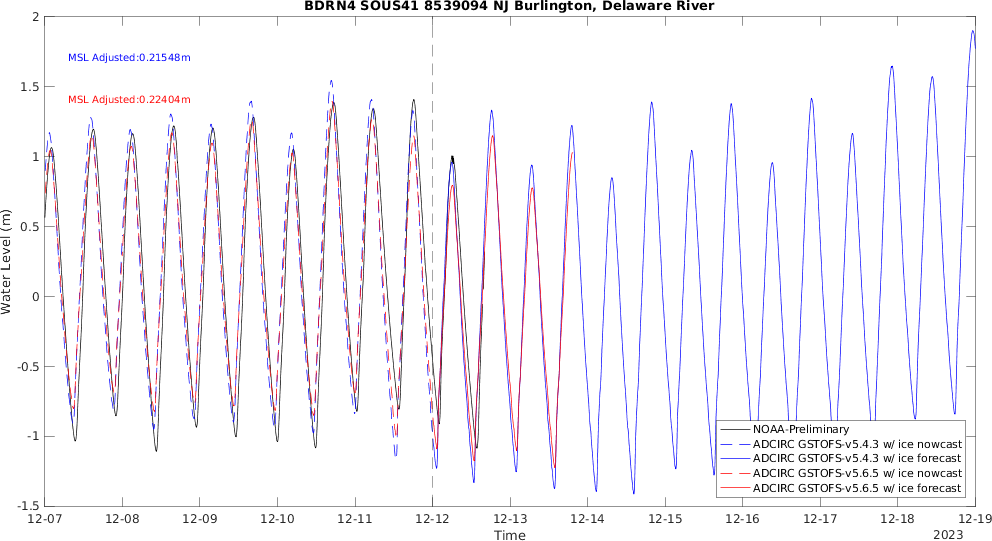 BDRN4 SOUS41 8539094 NJ Burlington, Delaware River
2
1.5
1
0.5
0
-0.5
-1
-1.5
Water Level (m)
MSL Adjusted:0.21548m
MSL Adjusted:0.22404m
NOAA-Preliminary
ADCIRC GSTOFS-v5.4.3 w/ ice nowcast
ADCIRC GSTOFS-v5.4.3 w/ ice forecast
ADCIRC GSTOFS-v5.6.5 w/ ice nowcast
ADCIRC GSTOFS-v5.6.5 w/ ice forecast
12-07 12-08 12-09 12-10 12-11 12-12 12-13 12-14 12-15 12-16 12-17 12-18 12-19
Time
2023